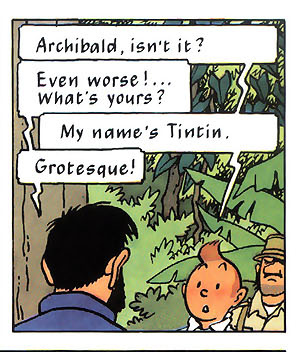 Archibald, isn't it?
Even worse!...
What's yours?
My name's Tintin.
Grotesque!